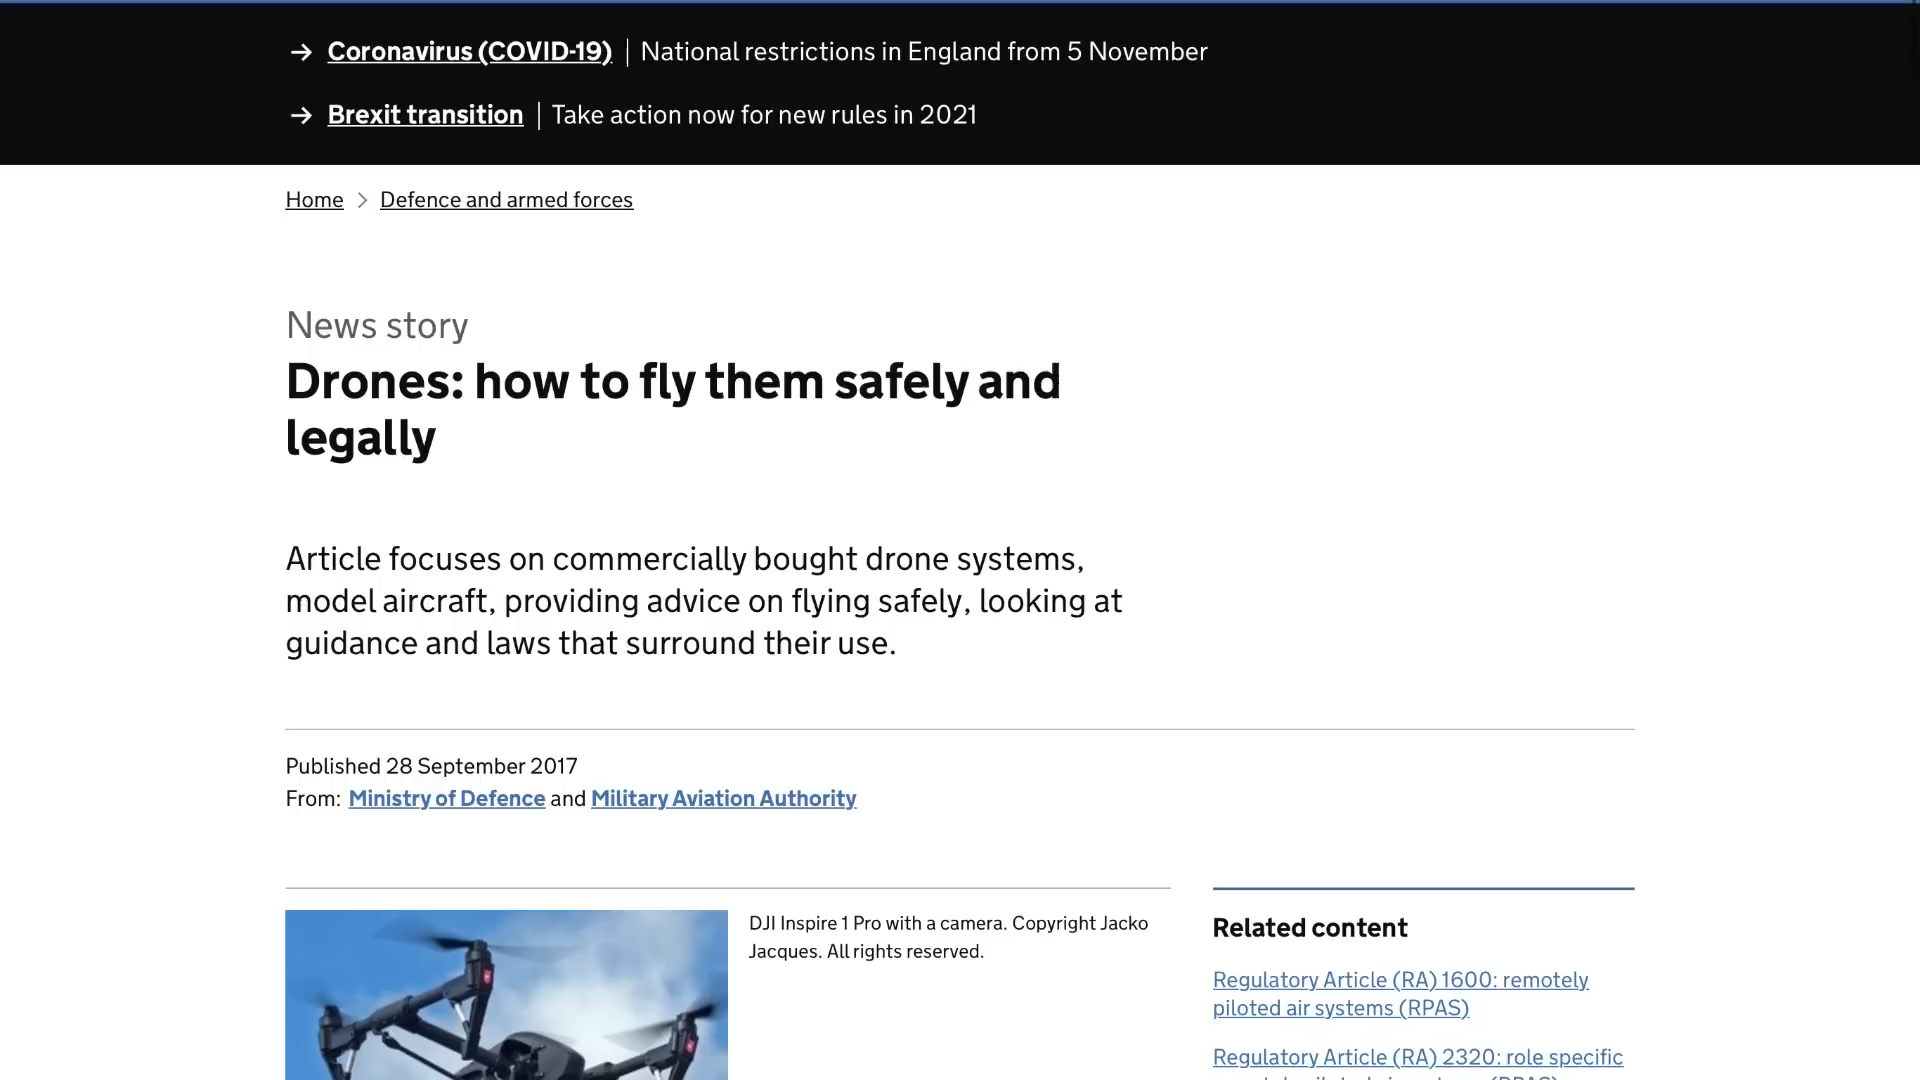 → Coronavirus (COVID-19) | National restrictions in England from 5 November
→ Brexit transition | Take action now for new rules in 2021
Home > Defence and armed forces
News story
Drones: how to fly them safely and
legally
Article focuses on commercially bought drone systems,
model aircraft, providing advice on flying safely, looking at
guidance and laws that surround their use.
Published 28 September 2017
From: Ministry of Defence and Military Aviation Authority
DJI Inspire 1 Pro with a camera. Copyright Jacko
Jacques. All rights reserved.
Related content
Regulatory Article (RA) 1600: remotely
piloted air systems (RPAS)
Regulatory Article (RA) 2320: role specific